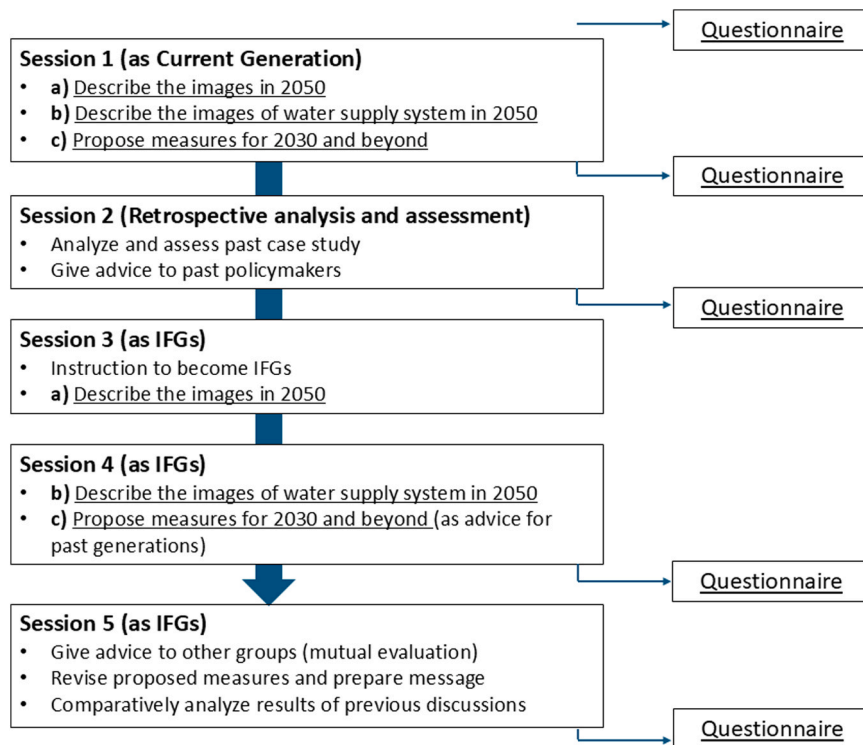 Questionnaire
Session 1 (as Current Generation)
• a) Describe the images in 2050
• b) Describe the images of water supply system in 2050
• c) Propose measures for 2030 and beyond
Questionnaire
Session 2 (Retrospective analysis and assessment)
• Analyze and assess past case study
• Give advice to past policymakers
Questionnaire
Session 3 (as IFGs)
• Instruction to become IFGs
• a) Describe the images in 2050
Session 4 (as IFGs)
• b) Describe the images of water supply system in 2050
• c) Propose measures for 2030 and beyond (as advice for
past generations)
Questionnaire
Session 5 (as IFGs)
• Give advice to other groups (mutual evaluation)
• Revise proposed measures and prepare message
• Comparatively analyze results of previous discussions
Questionnaire